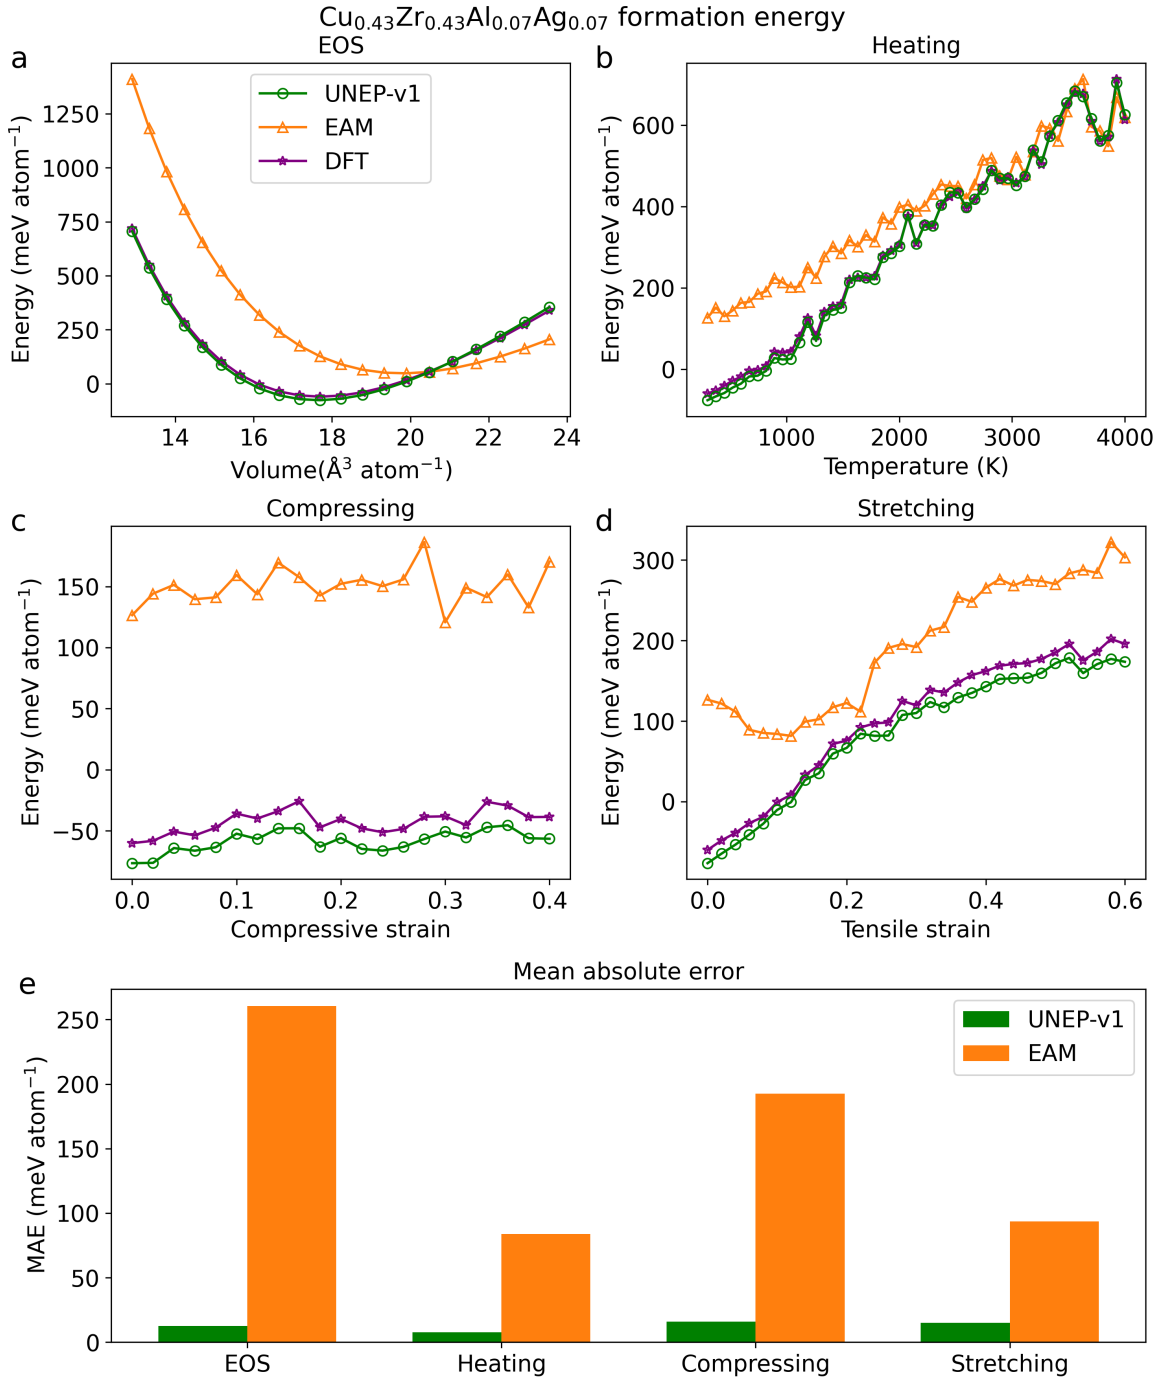 Cu0.43Zr0.43Al0.07Ag0.07 formation energy
a
EOS
UNEP-v1
EAM
DFT
1250
1000
750
500
250
0
Energy (meV atom−1)
14 16 18 20 22 24
Volume(Å3 atom−1)
b
Heating
600
400
200
0
Energy (meV atom−1)
1000 2000 3000 4000
Temperature (K)
c
Compressing
150
100
50
0
−50
Energy (meV atom−1)
0.0 0.1 0.2 0.3 0.4
Compressive strain
d
Stretching
300
200
100
0
Energy (meV atom−1)
0.0 0.2 0.4 0.6
Tensile strain
e
Mean absolute error
UNEP-v1
EAM
250
200
150
100
50
0
MAE (meV atom−1)
EOS Heating Compressing Stretching